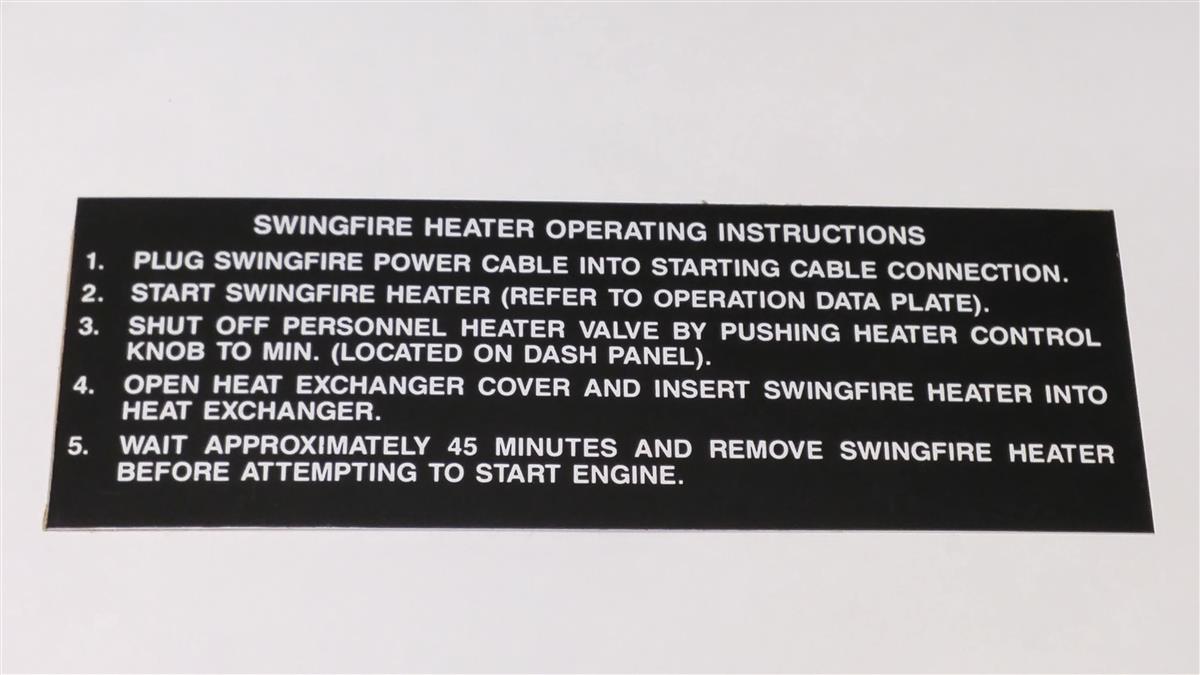 SWINGFIRE HEATER OPERATING INSTRUCTIONS
1. PLUG SWINGFIRE POWER CABLE INTO STARTING CABLE CONNECTION.
2. START SWINGFIRE HEATER (REFER TO OPERATION DATA PLATE).
3. SHUT OFF PERSONNEL HEATER VALVE BY PUSHING HEATER CONTROL
KNOB TO MIN. (LOCATED ON DASH PANEL).
4. OPEN HEAT EXCHANGER COVER AND INSERT SWINGFIRE HEATER INTO
HEAT EXCHANGER.
5. WAIT APPROXIMATELY 45 MINUTES AND REMOVE SWINGFIRE HEATER
BEFORE ATTEMPTING TO START ENGINE.